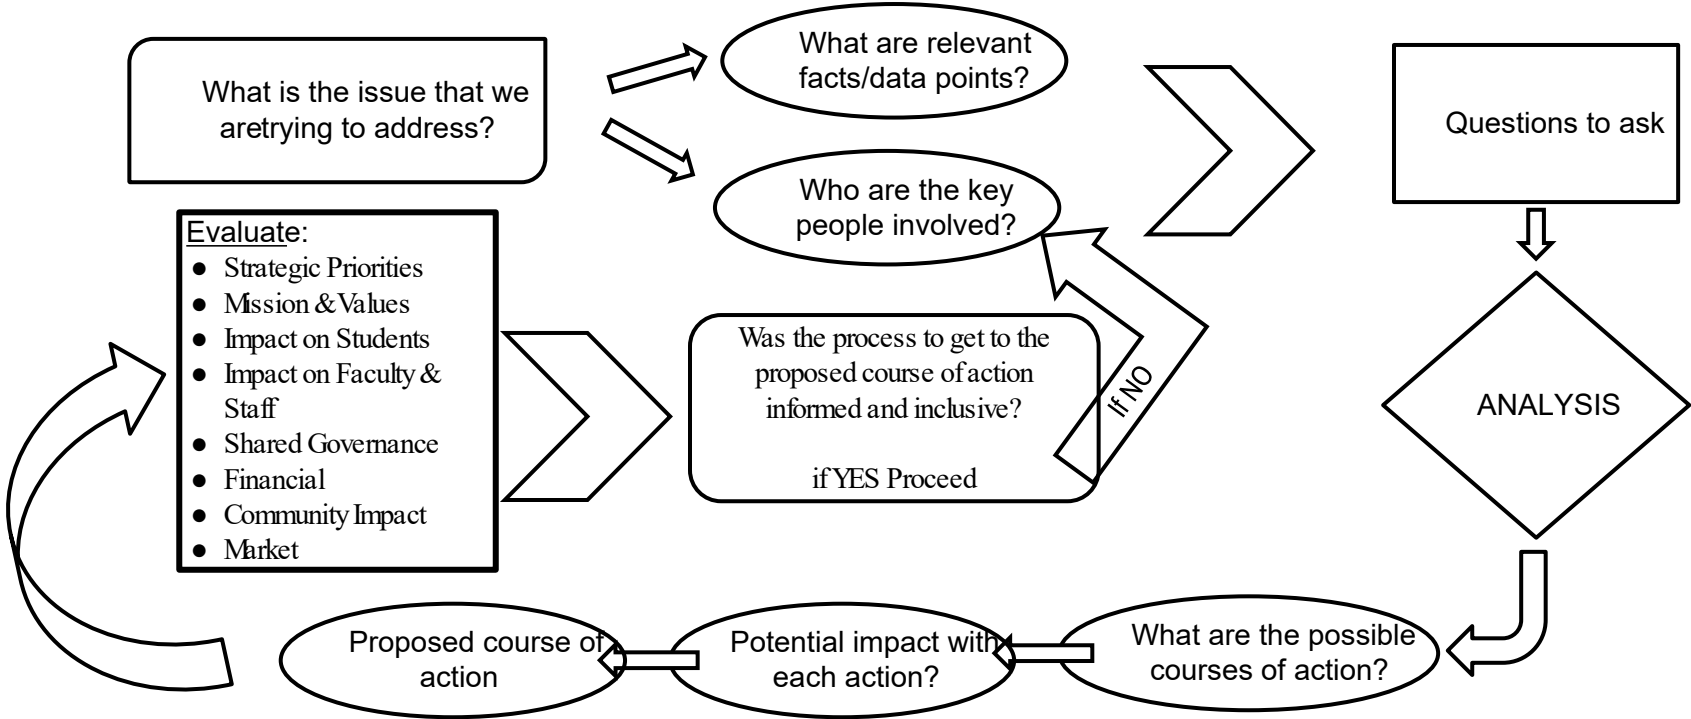 What is the issue that we
aretrying to address?
What are relevant
facts/data points?
Who are the key
people involved?
Questions to ask
ANALYSIS
What are the possible
courses of action?
Potential impact with
each action?
Proposed course of
action
Evaluate:
● Strategic Priorities
● Mission & Values
● Impact on Students
● Impact on Faculty &
Staff
● Shared Governance
● Financial
● Community Impact
● Market
Was the process to get to the
proposed course of action
informed and inclusive?
if YES Proceed
If NO